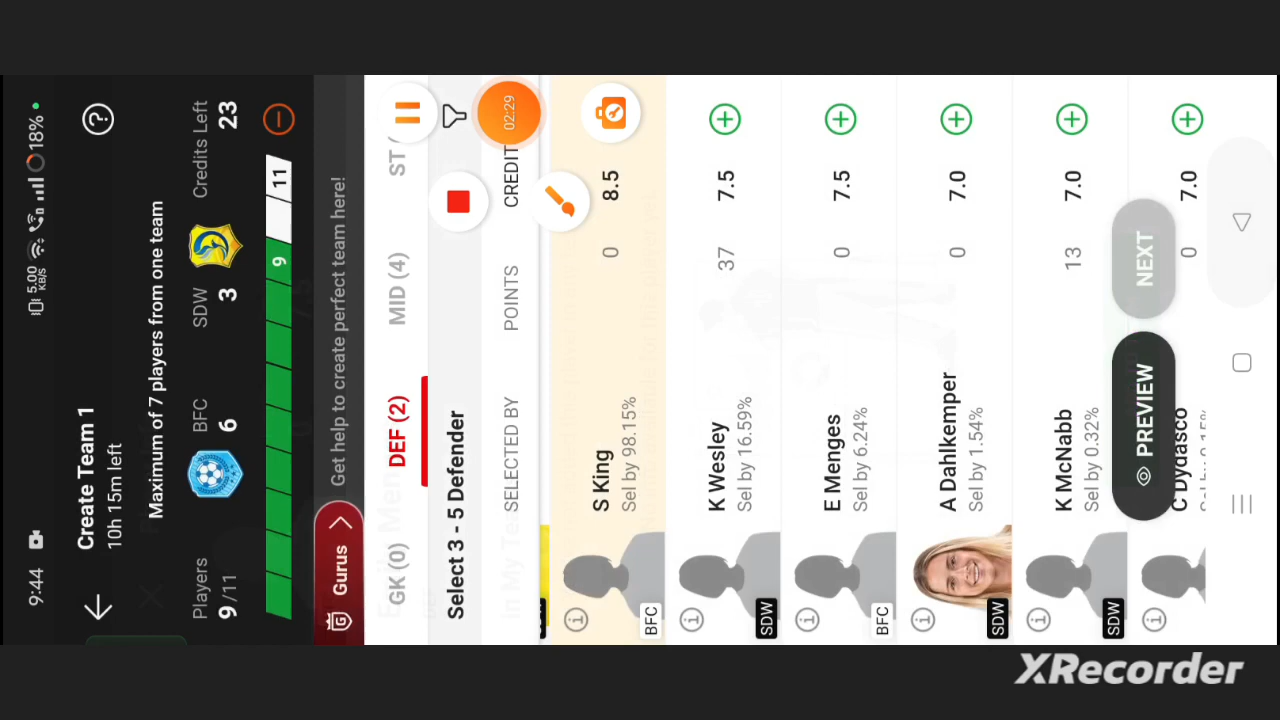 9:44
5.00 KB/S
18%
Create Team 1
10h 15m left
Maximum of 7 players from one team
Players
9/11
BFC
6
SDW
3
Credits Left
23
9
11
Gurus
Get help to create perfect team here!
GK (0)
DEF (2)
MID (4)
ST
Select 3 - 5 Defender
02:29
SELECTED BY
POINTS
CREDIT
S King
Sel by 98.15%
0
8.5
BFC
K Wesley
Sel by 16.59%
37
7.5
SDW
E Menges
Sel by 6.24%
0
7.5
BFC
A Dahlkemper
Sel by 1.54%
0
7.0
SDW
K McNabb
Sel by 0.32%
13
7.0
SDW
PREVIEW
NEXT
C Dydasco
0
7.0
XRecorder